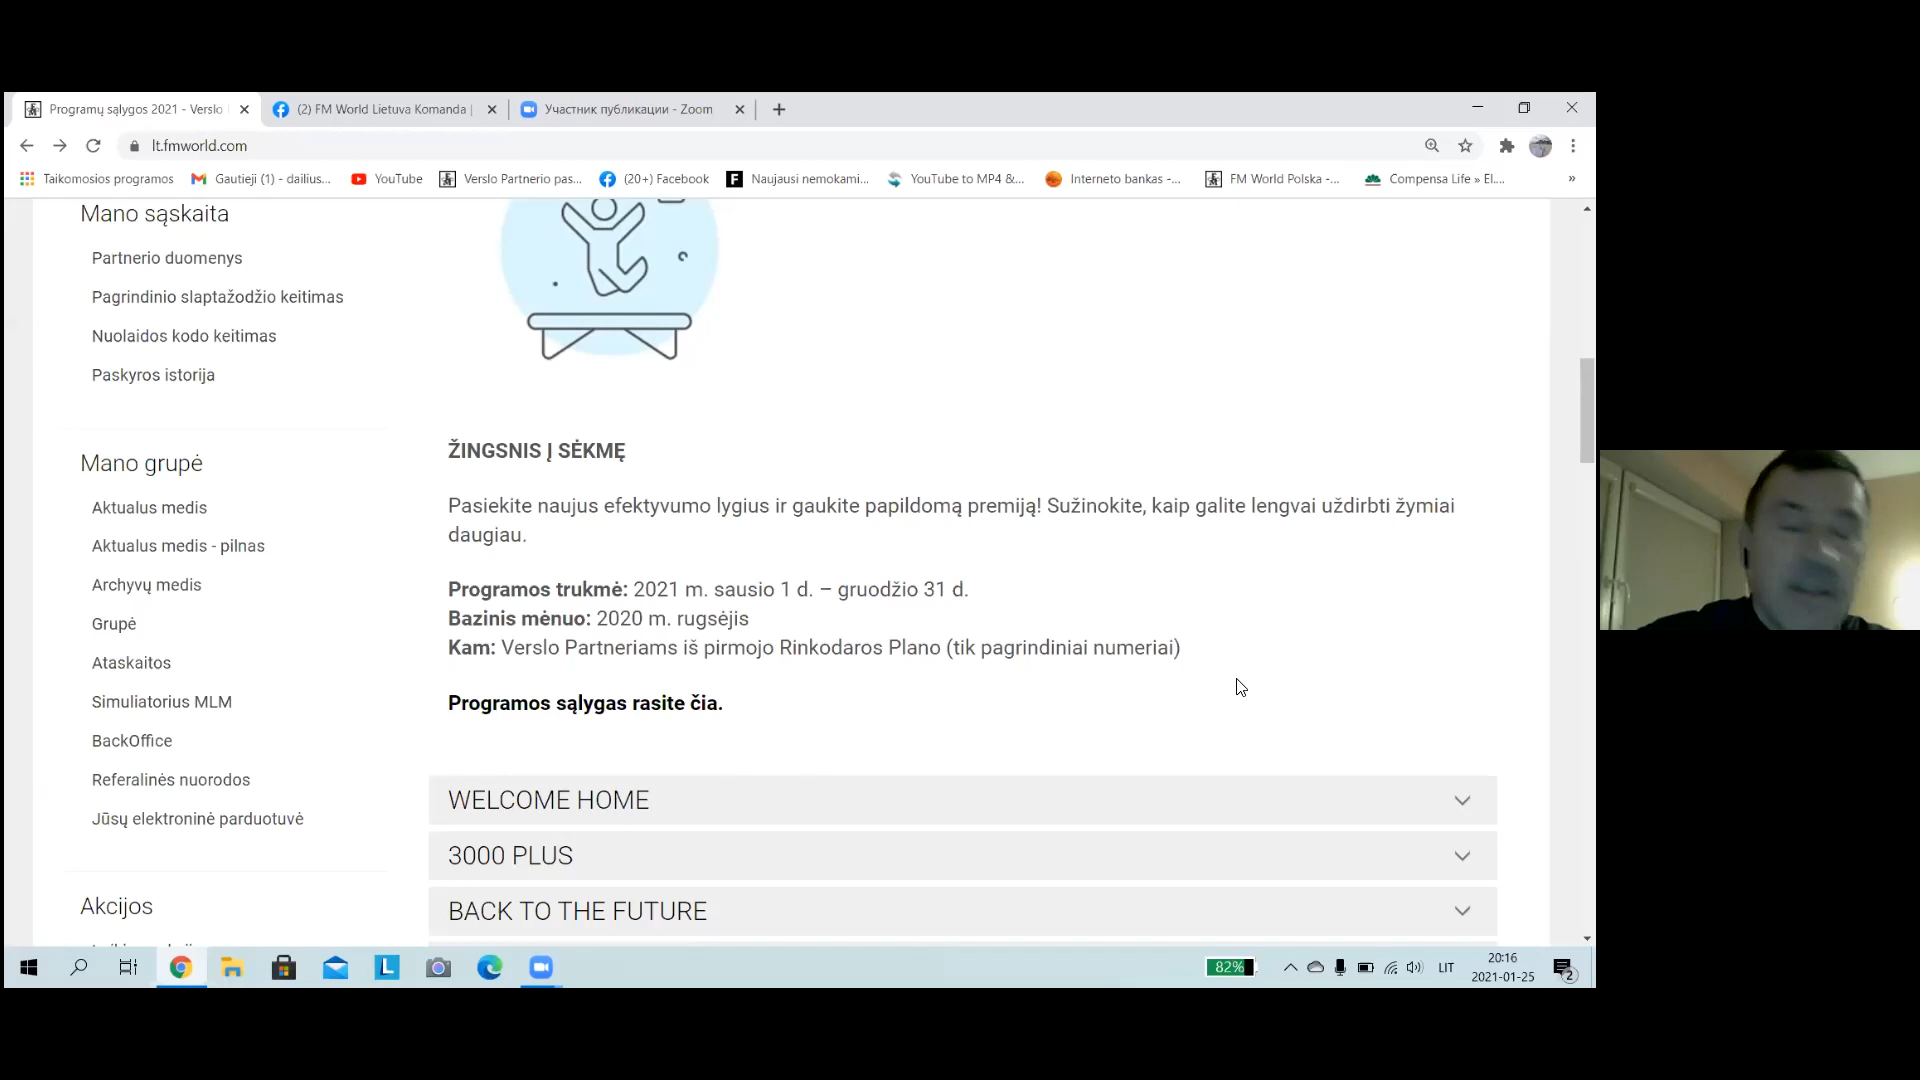 Programų sąlygos 2021 - Verslo
(2) FM World Lietuva Komanda |
Участник публикации - Zoom
lt.fmworld.com
Taikomosios programos
Gautieji (1) - dailius...
YouTube
Verslo Partnerio pas...
(20+) Facebook
Naujausi nemokami...
YouTube to MP4 &...
Interneto bankas -...
FM World Polska -...
Compensa Life » El....
»
Mano sąskaita
Partnerio duomenys
Pagrindinio slaptažodžio keitimas
Nuolaidos kodo keitimas
Paskyros istorija
Mano grupė
Aktualus medis
Aktualus medis - pilnas
Archyvų medis
Grupė
Ataskaitos
Simuliatorius MLM
BackOffice
Referalinės nuorodos
Jūsų elektroninė parduotuvė
Akcijos
ŽINGSNIS Į SĖKMĘ
Pasiekite naujus efektyvumo lygius ir gaukite papildomą premiją! Sužinokite, kaip galite lengvai uždirbti žymiai
daugiau.
Programos trukmė: 2021 m. sausio 1 d. – gruodžio 31 d.
Bazinis mėnuo: 2020 m. rugsėjis
Kam: Verslo Partneriams iš pirmojo Rinkodaros Plano (tik pagrindiniai numeriai)
Programos sąlygas rasite čia.
WELCOME HOME
3000 PLUS
BACK TO THE FUTURE
82%
LIT
20:16
2021-01-25
2